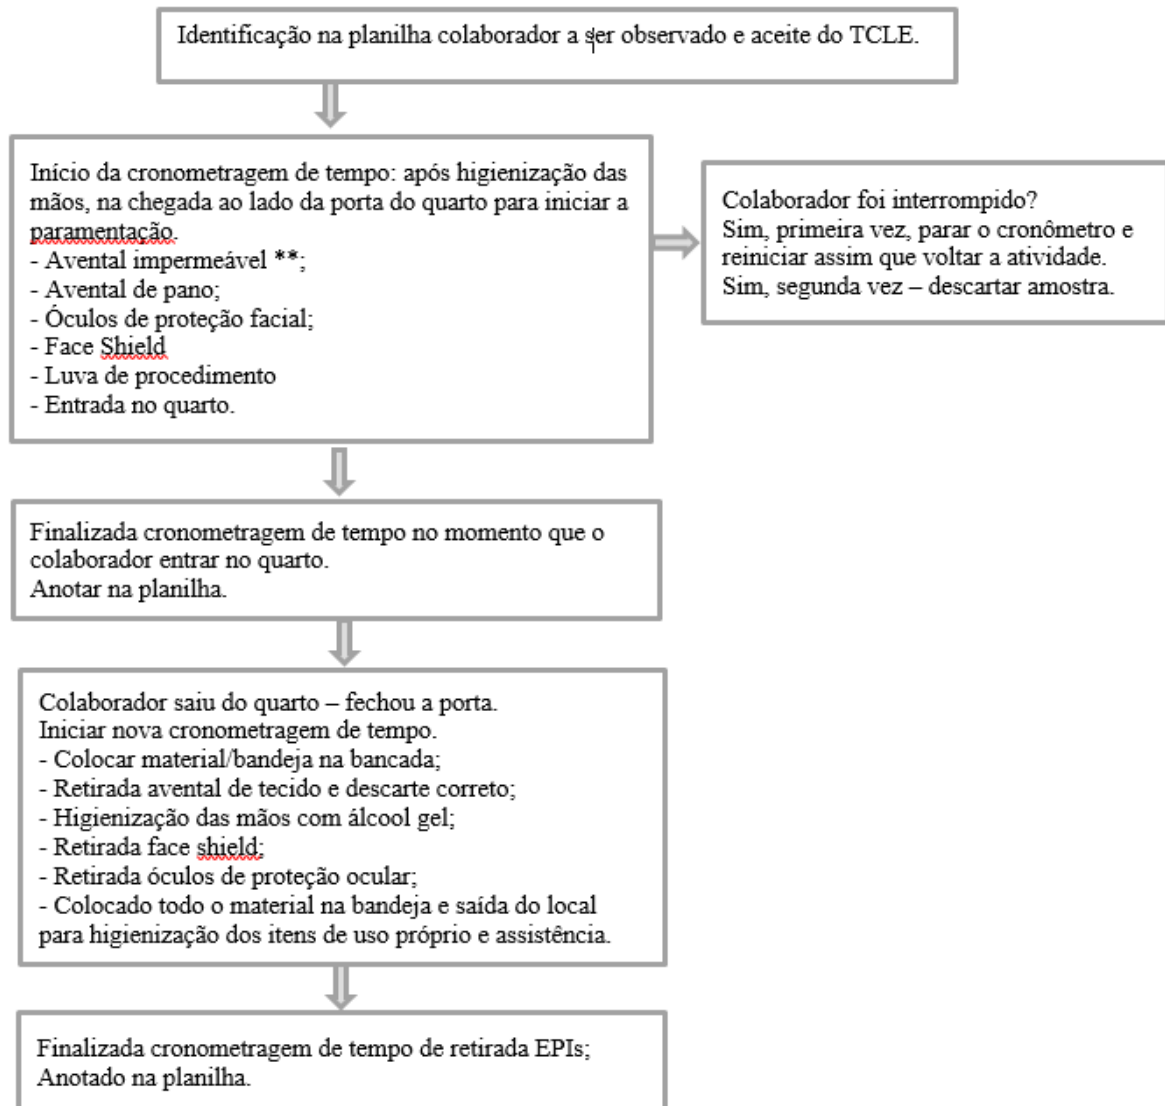 Identificação na planilha colaborador a ser observado e aceite do TCLE.
Início da cronometragem de tempo: após higienização das
mãos, na chegada ao lado da porta do quarto para iniciar a
paramentação.
- Avental impermeável **;
- Avental de pano;
- Óculos de proteção facial;
- Face Shield
- Luva de procedimento
- Entrada no quarto.
Colaborador foi interrompido?
Sim, primeira vez, parar o cronômetro e
reiniciar assim que voltar a atividade.
Sim, segunda vez – descartar amostra.
Finalizada cronometragem de tempo no momento que o
colaborador entrar no quarto.
Anotar na planilha.
Colaborador saiu do quarto – fechou a porta.
Iniciar nova cronometragem de tempo.
- Colocar material/bandeja na bancada;
- Retirada avental de tecido e descarte correto;
- Higienização das mãos com álcool gel;
- Retirada face shield;
- Retirada óculos de proteção ocular;
- Colocado todo o material na bandeja e saída do local
para higienização dos itens de uso próprio e assistência.
Finalizada cronometragem de tempo de retirada EPIs;
Anotado na planilha.